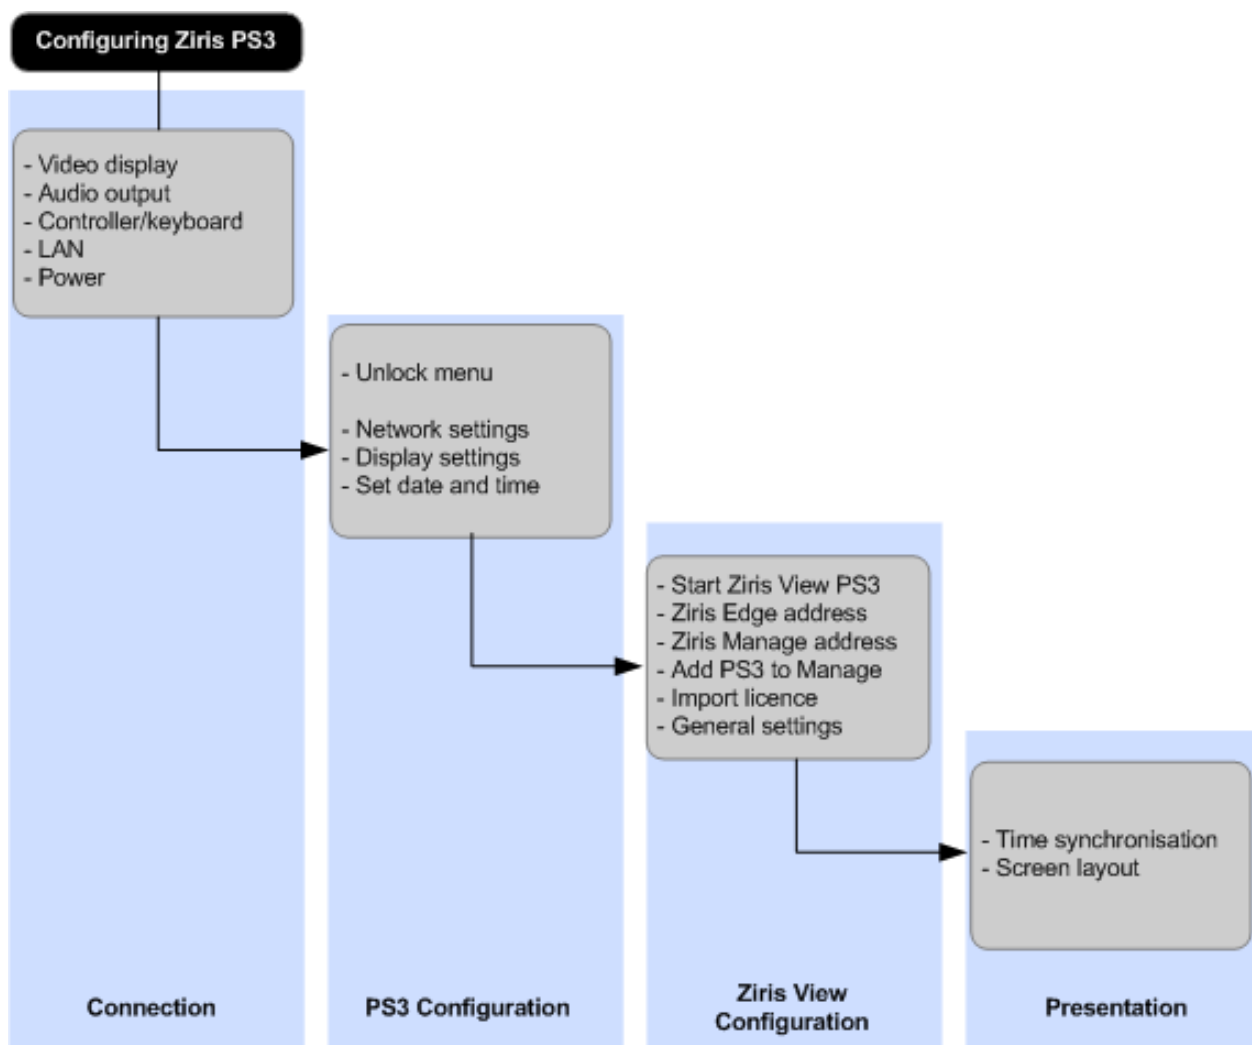 Configuring Ziris PS3
- Video display
- Audio output
- Controller/keyboard
- LAN
- Power
- Unlock menu
- Network settings
- Display settings
- Set date and time
- Start Ziris View PS3
- Ziris Edge address
- Ziris Manage address
- Add PS3 to Manage
- Import licence
- General settings
- Time synchronisation
- Screen layout
Connection
PS3 Configuration
Ziris View
Configuration
Presentation